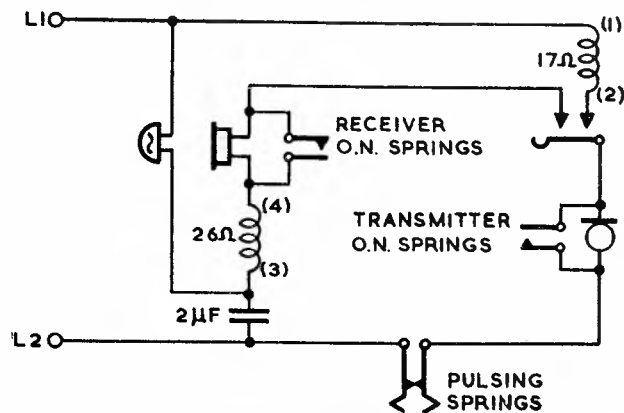 L1
(1)
17Ω
(2)
RECEIVER
O.N. SPRINGS
(4)
26Ω
(3)
TRANSMITTER
O.N. SPRINGS
2μF
L2
PULSING
SPRINGS